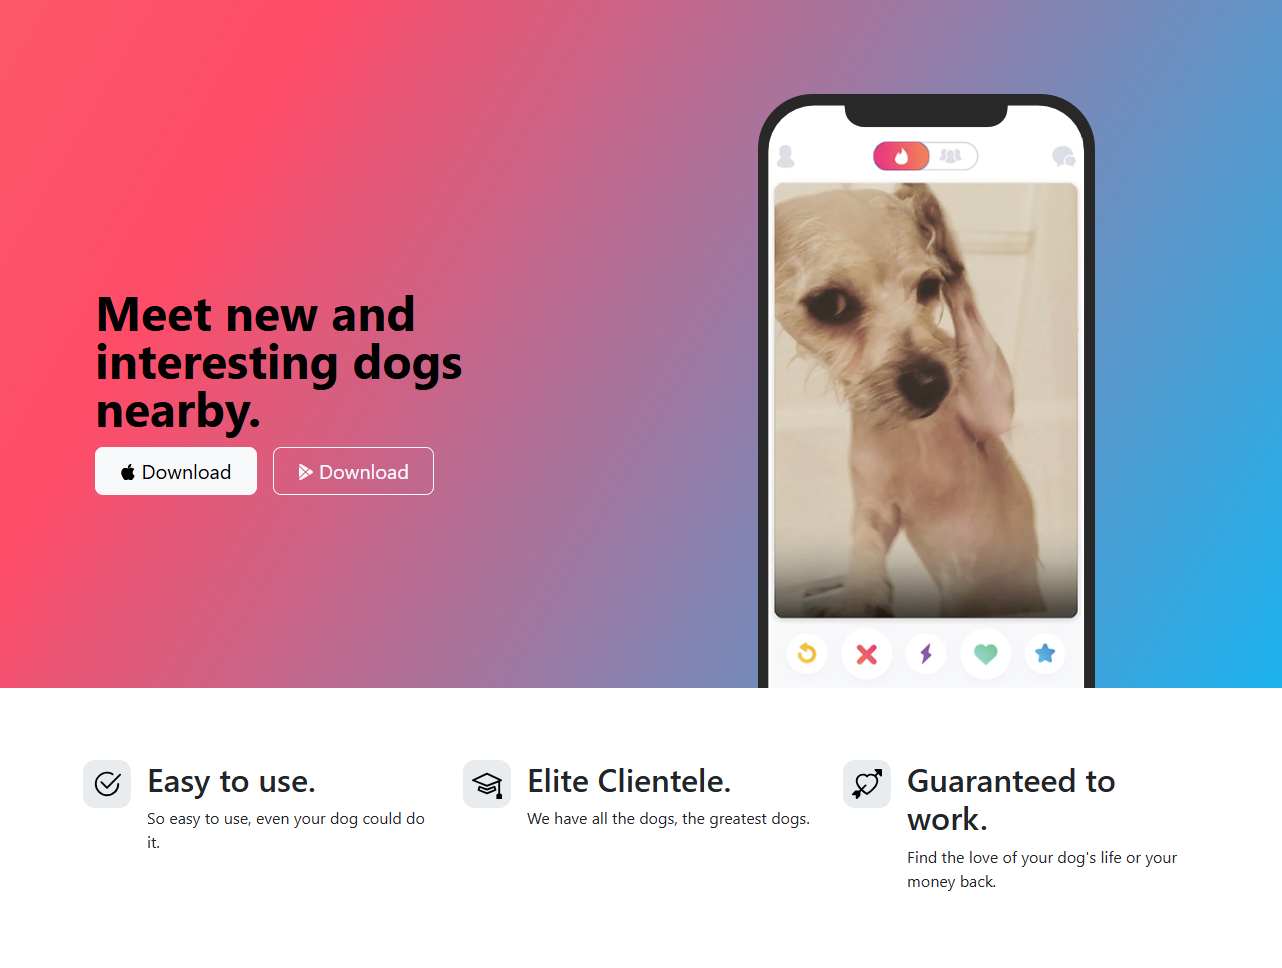 Meet new and
interesting dogs
nearby.
Download
Download
Easy to use.
So easy to use, even your dog could do
it.
Elite Clientele.
We have all the dogs, the greatest dogs.
Guaranteed to
work.
Find the love of your dog's life or your
money back.